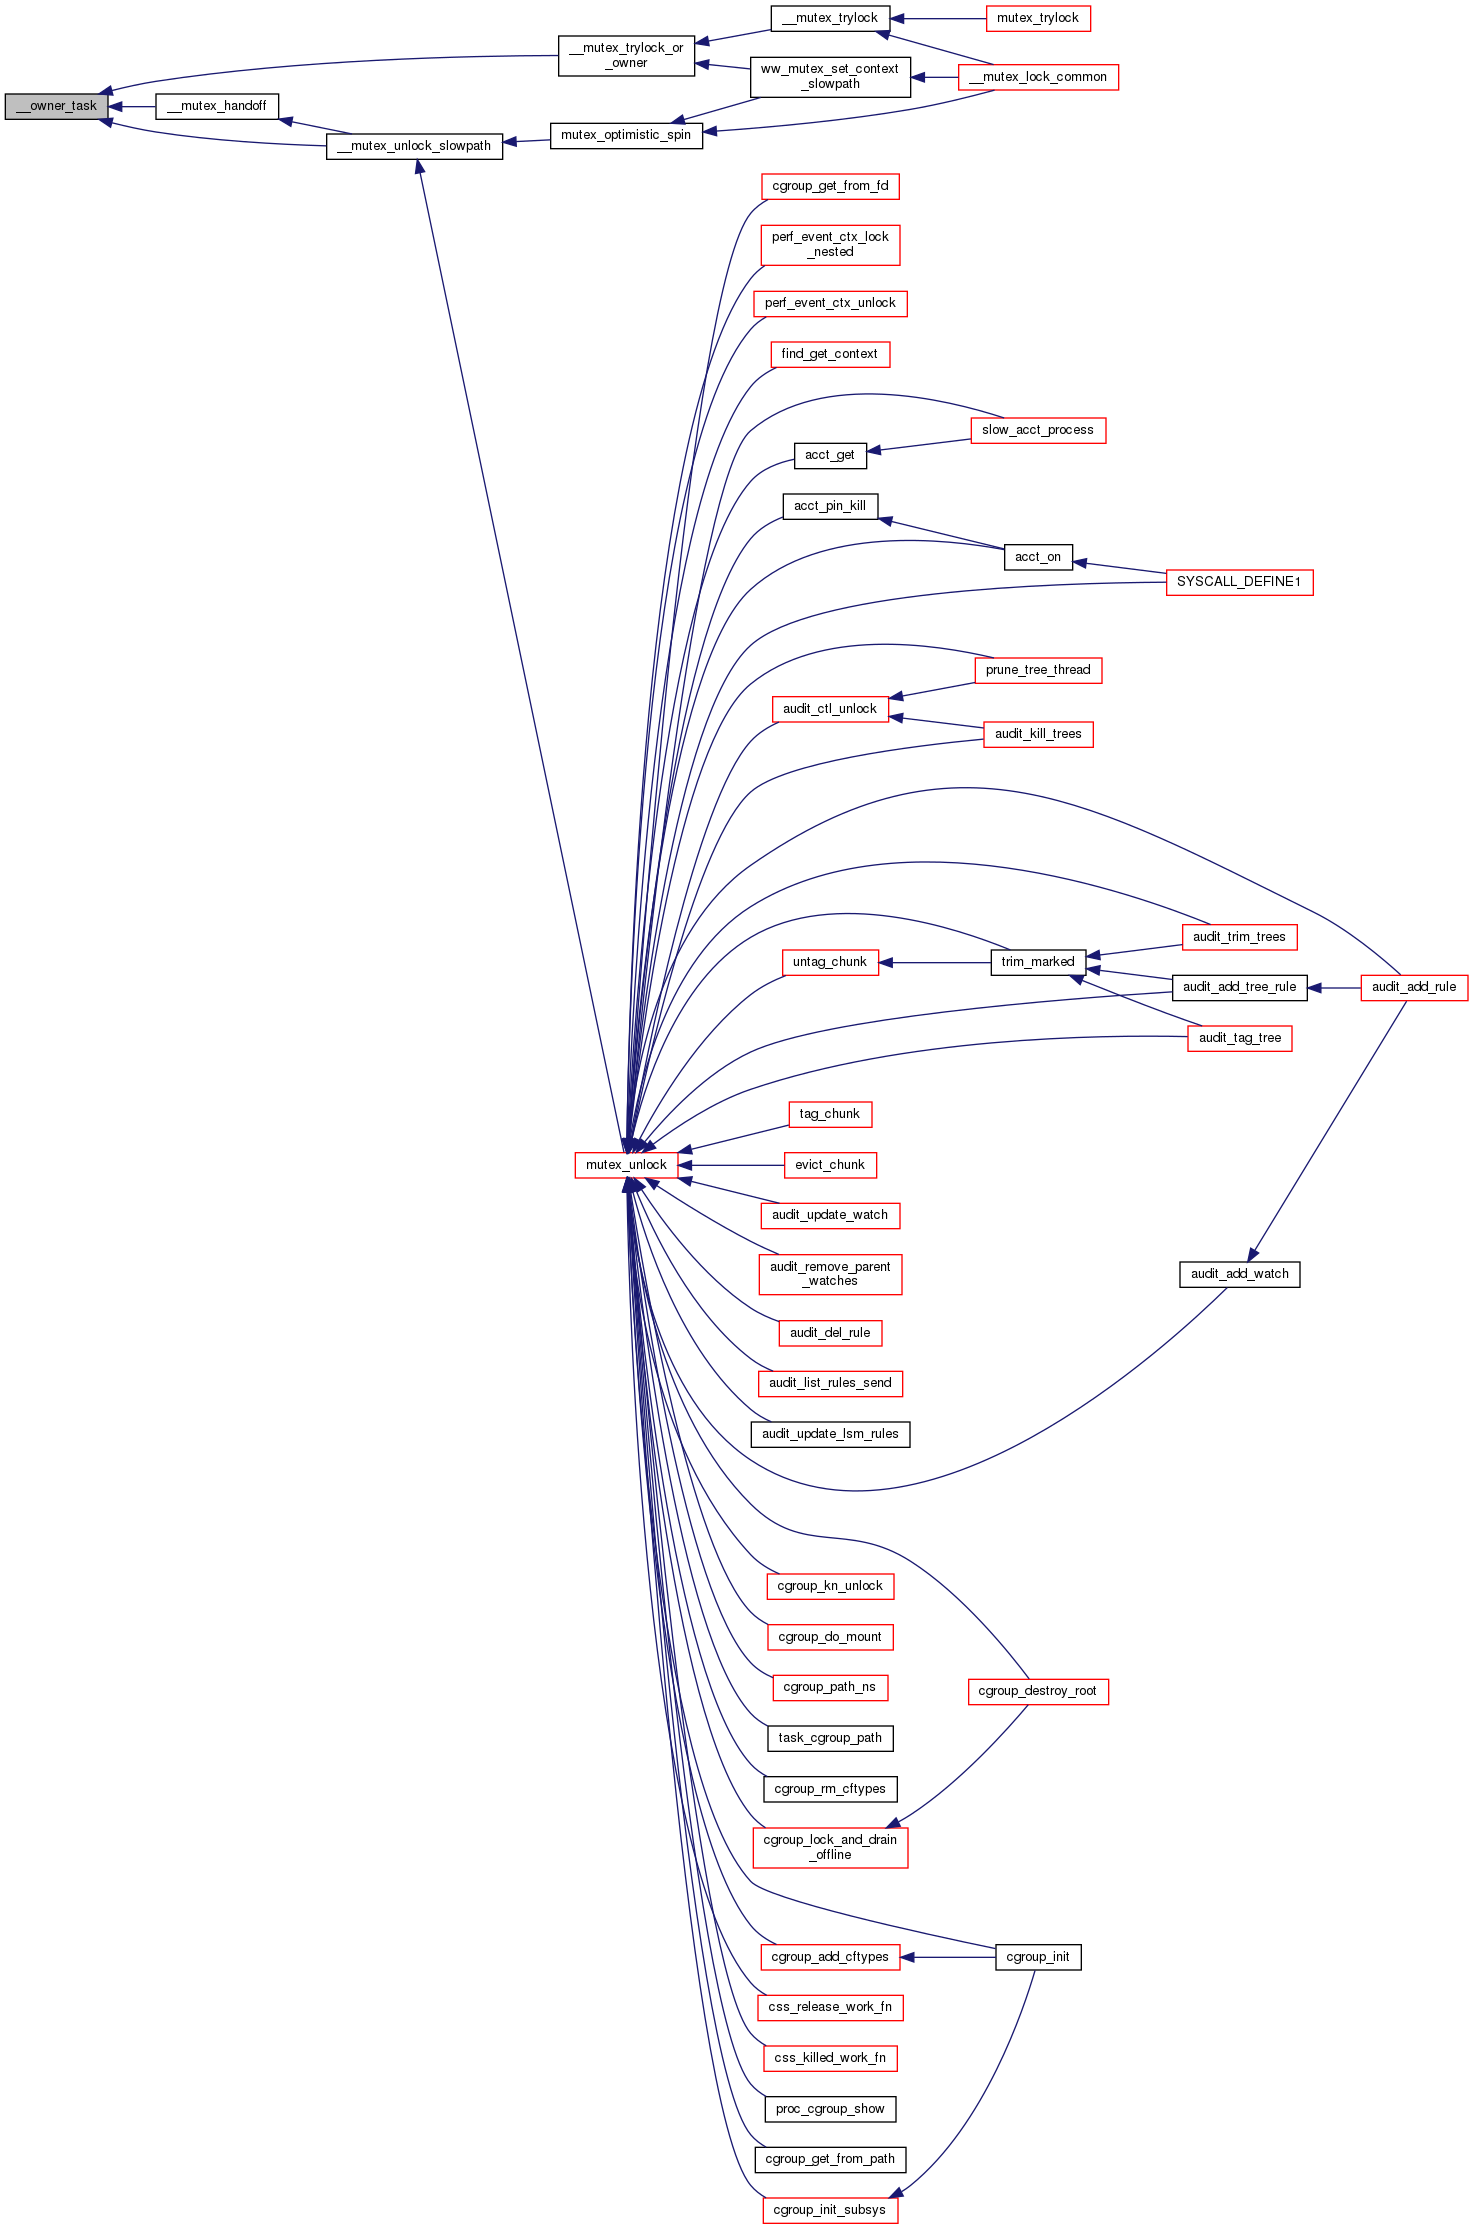 __mutex_trylock
mutex_trylock
__mutex_trylock_or
_owner
ww_mutex_set_context
_slowpath
__mutex_lock_common
__owner_task
__mutex_handoff
mutex_optimistic_spin
__mutex_unlock_slowpath
cgroup_get_from_fd
perf_event_ctx_lock
_nested
perf_event_ctx_unlock
find_get_context
slow_acct_process
acct_get
acct_pin_kill
acct_on
SYSCALL_DEFINE1
prune_tree_thread
audit_ctl_unlock
audit_kill_trees
audit_trim_trees
untag_chunk
trim_marked
audit_add_tree_rule
audit_add_rule
audit_tag_tree
tag_chunk
mutex_unlock
evict_chunk
audit_update_watch
audit_remove_parent
_watches
audit_add_watch
audit_del_rule
audit_list_rules_send
audit_update_lsm_rules
cgroup_kn_unlock
cgroup_do_mount
cgroup_path_ns
cgroup_destroy_root
task_cgroup_path
cgroup_rm_cftypes
cgroup_lock_and_drain
_offline
cgroup_add_cftypes
cgroup_init
css_release_work_fn
css_killed_work_fn
proc_cgroup_show
cgroup_get_from_path
cgroup_init_subsys